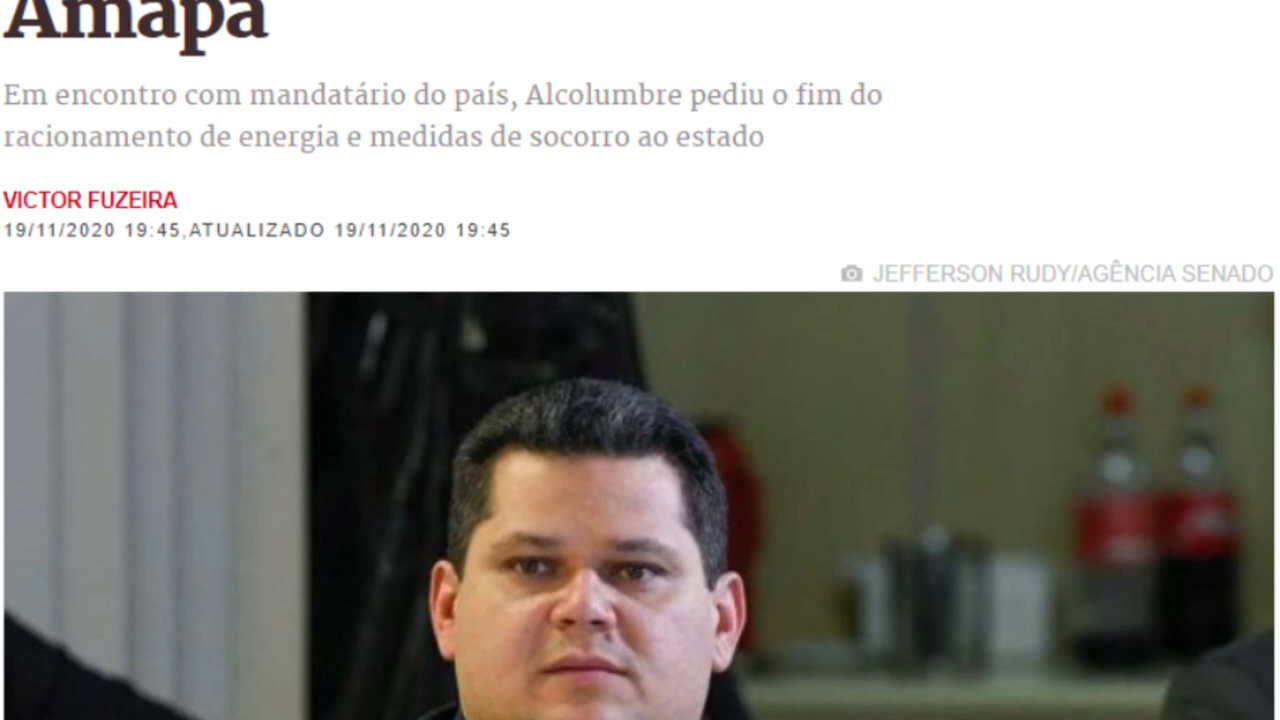 Amapá
Em encontro com mandatário do país, Alcolumbre pediu o fim do
racionamento de energia e medidas de socorro ao estado
VICTOR FUZEIRA
19/11/2020 19:45,ATUALIZADO 19/11/2020 19:45
JEFFERSON RUDY/AGÊNCIA SENADO